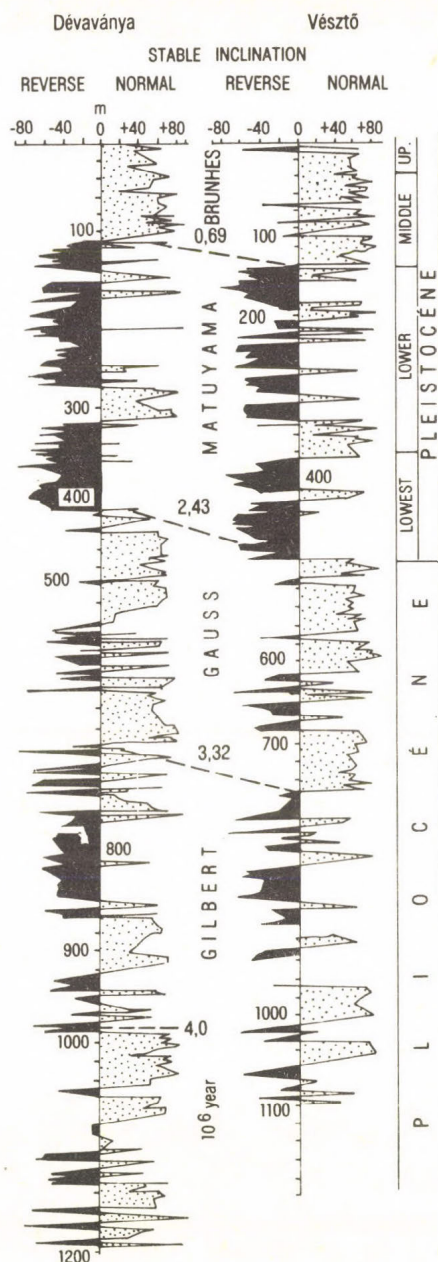 Dévaványa Vésztő
STABLE INCLINATION
REVERSE NORMAL REVERSE NORMAL
m
-80 -40 0 +40 +80 -80 -40 0 +40 +80
BRUNHES
UP.
MIDDLE
100 0,69 100
MATUYAMA
200
LOWER
PLEISTOCÉNE
300
400 400
2,43
LOWEST
500
GAUSS
600
700
3,32
PLIOCÉNE
800
GILBERT
900
1000
4,0
1000
10⁶ year
1100
1200